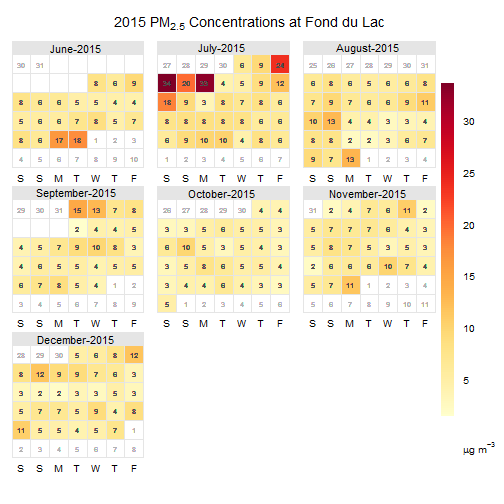 2015 PM2.5 Concentrations at Fond du Lac
June-2015
30 31
8 6 9
8 6 6 5 5 4 4
5 6 6 7 8 5 7
8 6 17 18 1 2 3
4 5 6 7 8 9 10
S S M T W T F
July-2015
27 28 29 30 6 9
34 20 33 4 5 9 12
18 9 3 8 7 8 6
7 8 8 8 8 6 6
6 9 10 10 4 8 6
1 2 3 4 5 6 7
S S M T W T F
August-2015
25 26 27 28 29 30 31
6 8 6 5 6 6 8
7 9 7 6 6 9 11
10 13 4 4 3 4 5
8 8 2 2 3 6 7
9 7 13 1 2 3 4
S S M T W T F
September-2015
29 30 31 15 13 7 8
2 4 4 5
4 5 7 9 10 8 3
4 6 5 5 4 5 5
6 7 8 5 4 1 2
3 4 5 6 7 8 9
S S M T W T F
October-2015
26 27 28 29 30 4 4
3 3 5 6 5 5 3
6 10 5 3 4 5 3
3 5 8 6 5 5 4
4 6 4 4 4 3 3
5 1 2 3 4 5 6
S S M T W T F
November-2015
31 2 4 7 6 11 2
5 7 7 7 6 6 6
5 8 7 5 3 5 3
2 6 6 6 10 7 4
6 7 11 1 2 3 4
5 6 7 8 9 10 11
S S M T W T F
December-2015
28 29 30 5 6 8 12
8 12 9 9 7 6 3
3 2 3 3 3 5 3
5 7 7 5 9 4 8
11 5 5 4 5 7 1
2 2 3 4 5 6 7 8
S S M T W T F
30
25
20
15
10
5
µg m⁻³